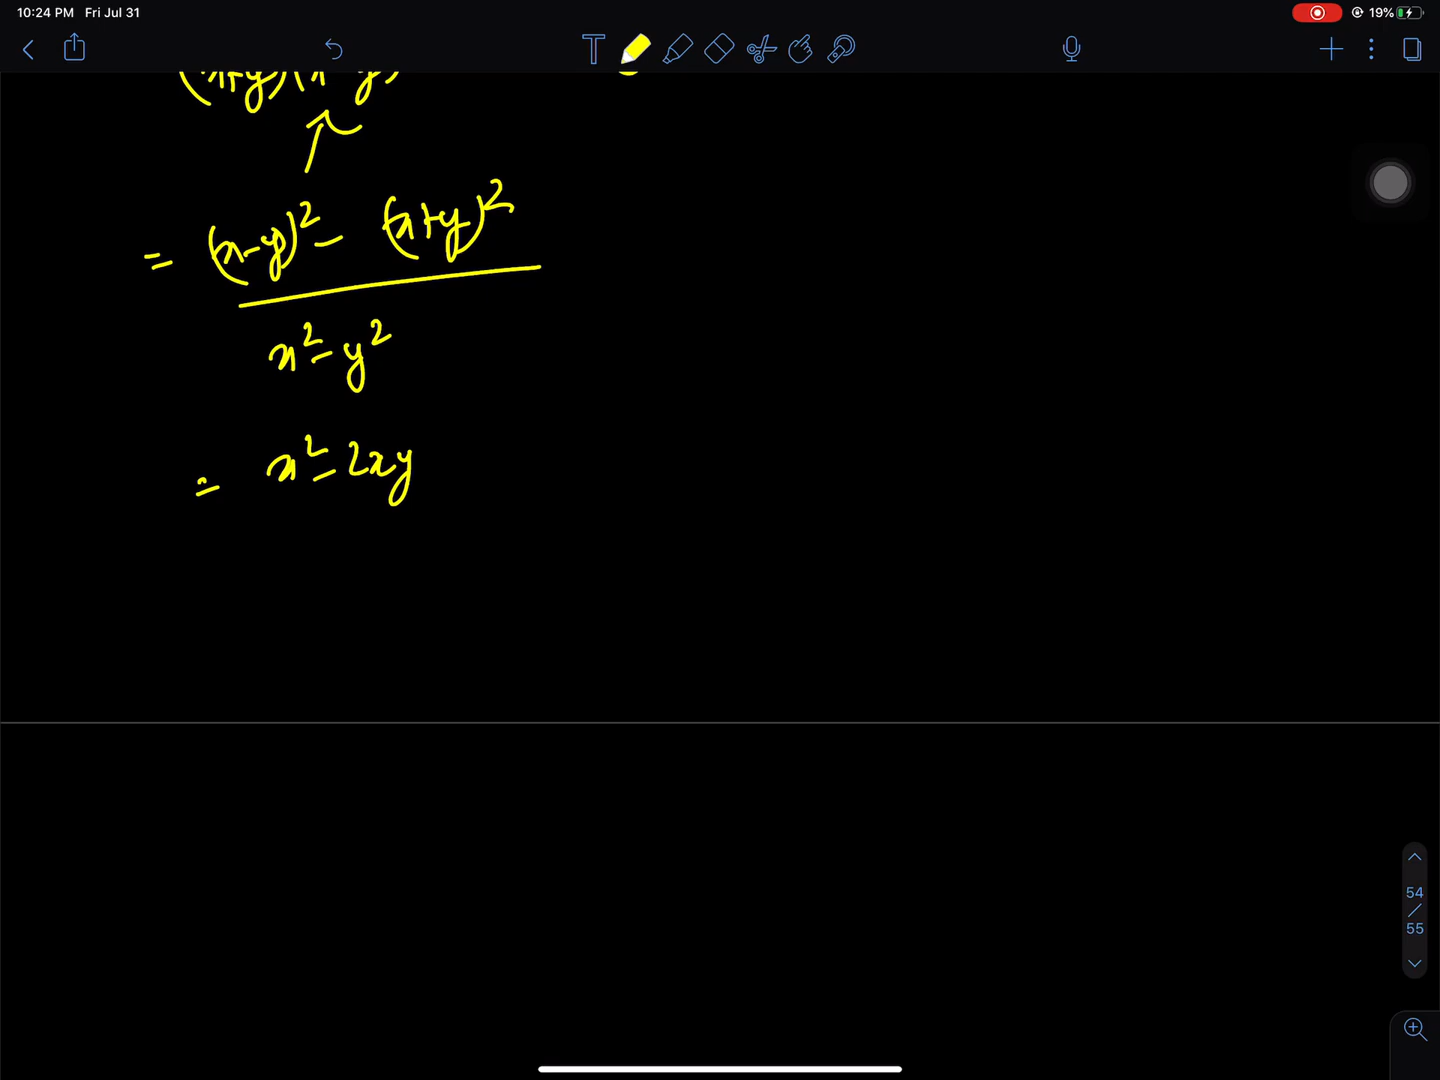 10:24 PM Fri Jul 31
19%
T
(x+y)(x-y)
= (x-y)² - (x+y)²
x² - y²
= x² - 2xy
54
/
55